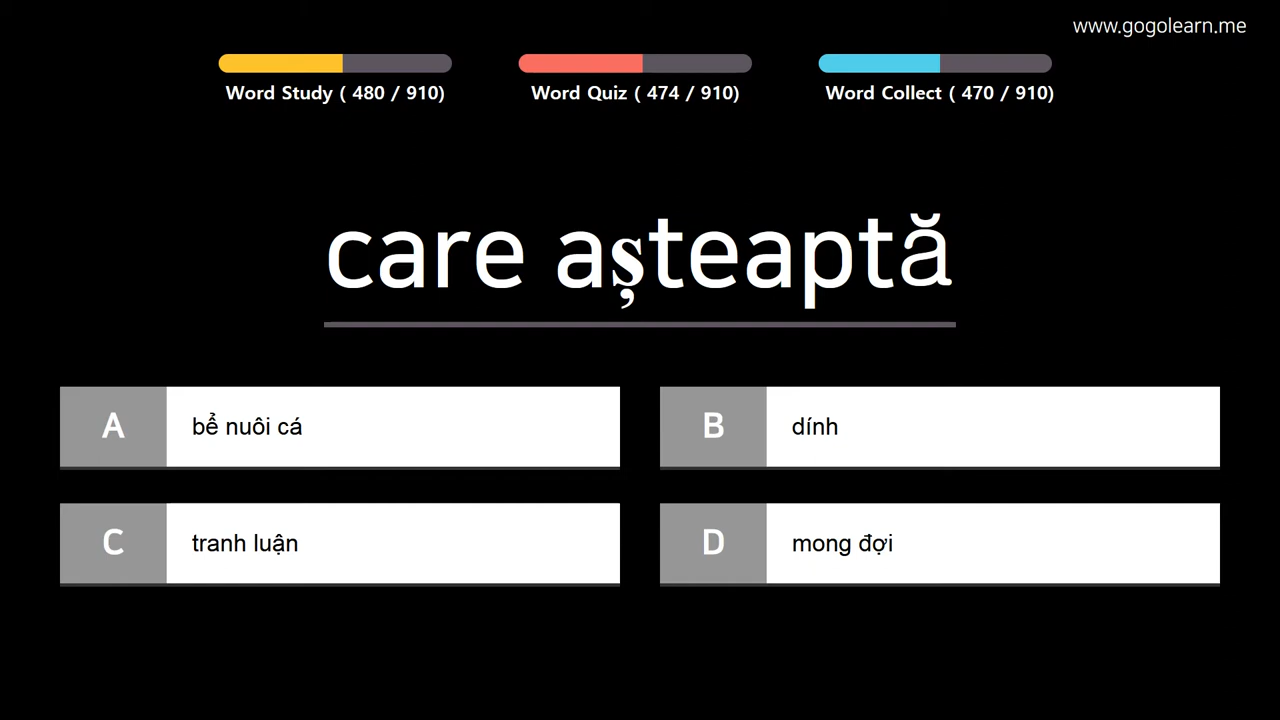 www.gogolearn.me
Word Study ( 480 / 910)
Word Quiz ( 474 / 910)
Word Collect ( 470 / 910)
care așteaptă
A bể nuôi cá
B dính
C tranh luận
D mong đợi